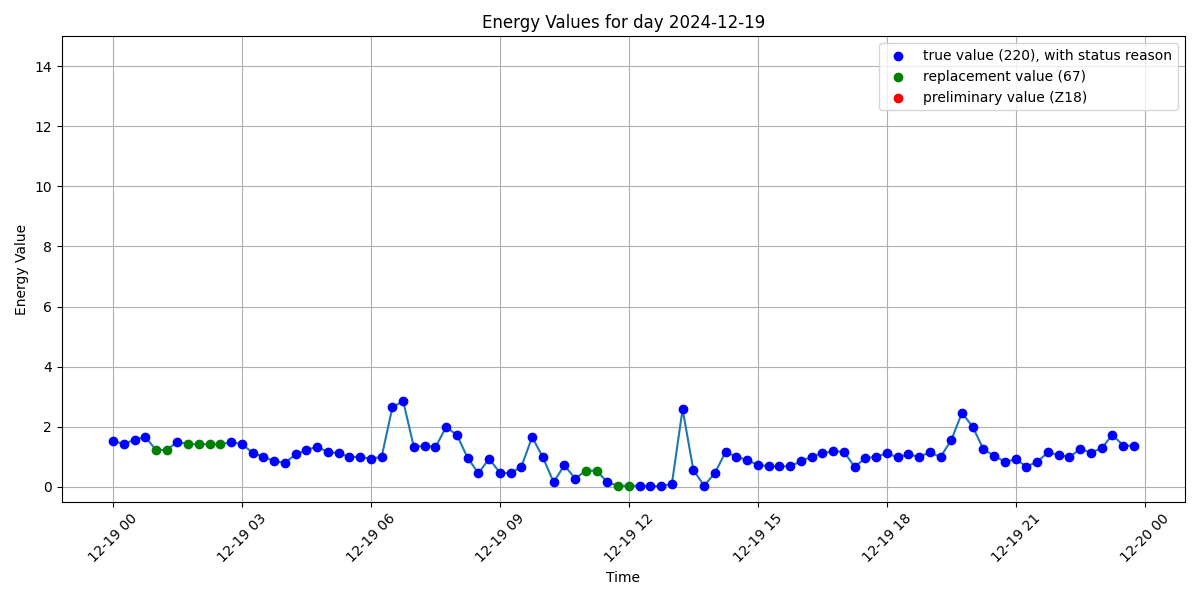 Energy Values for day 2024-12-19
true value (220), with status reason
replacement value (67)
preliminary value (Z18)
Energy Value
14
12
10
8
6
4
2
0
12-19 00
12-19 03
12-19 06
12-19 09
12-19 12
12-19 15
12-19 18
12-19 21
12-20 00
Time